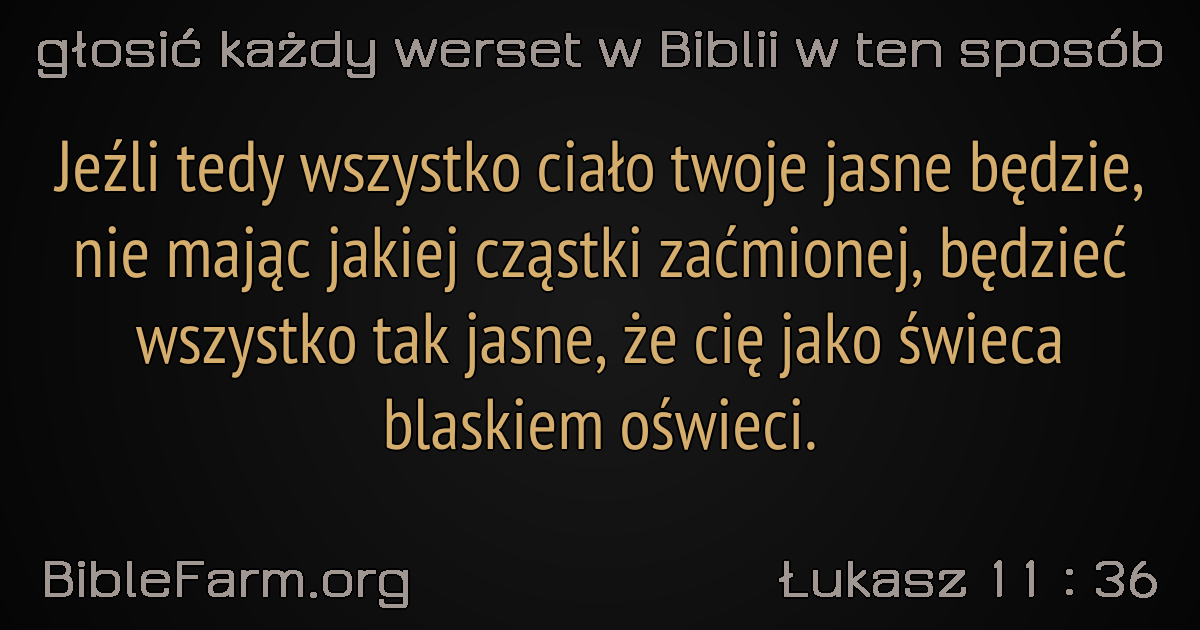 głosić każdy werset w Biblii w ten sposób
Jeźli tedy wszystko ciało twoje jasne będzie,
nie mając jakiej cząstki zaćmionej, będzieć
wszystko tak jasne, że cię jako świeca
blaskiem oświeci.
BibleFarm.org
Łukasz 11 : 36